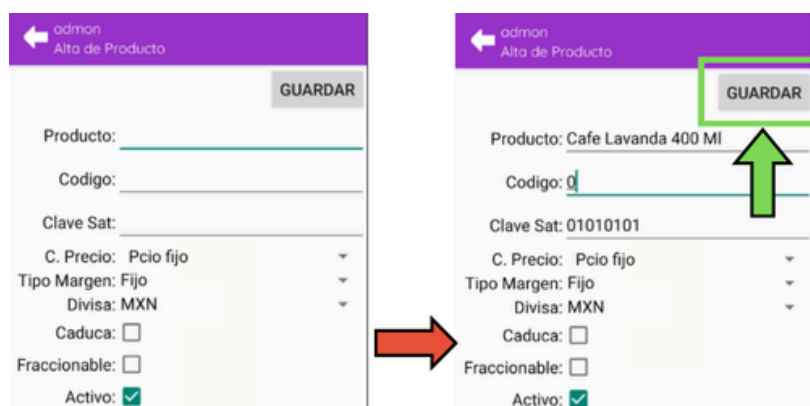 admon
Alta de Producto
GUARDAR
Producto:
Codigo:
Clave Sat:
C. Precio: Pcio fijo
Tipo Margen: Fijo
Divisa: MXN
Caduca:
Fraccionable:
Activo:
admon
Alta de Producto
GUARDAR
Producto: Cafe Lavanda 400 Ml
Codigo: 0
Clave Sat: 01010101
C. Precio: Pcio fijo
Tipo Margen: Fijo
Divisa: MXN
Caduca:
Fraccionable:
Activo: